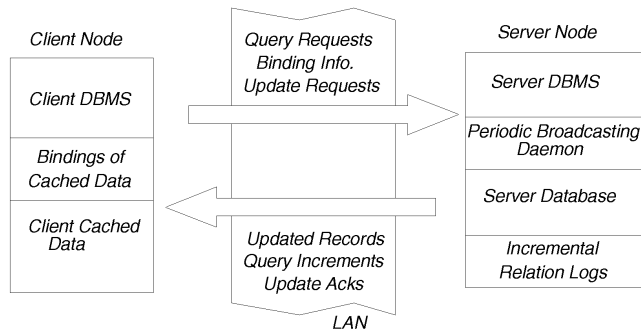 Client Node
Client DBMS
Bindings of
Cached Data
Client Cached
Data
Query Requests
Binding Info.
Update Requests
Updated Records
Query Increments
Update Acks
LAN
Server Node
Server DBMS
Periodic Broadcasting
Daemon
Server Database
Incremental
Relation Logs